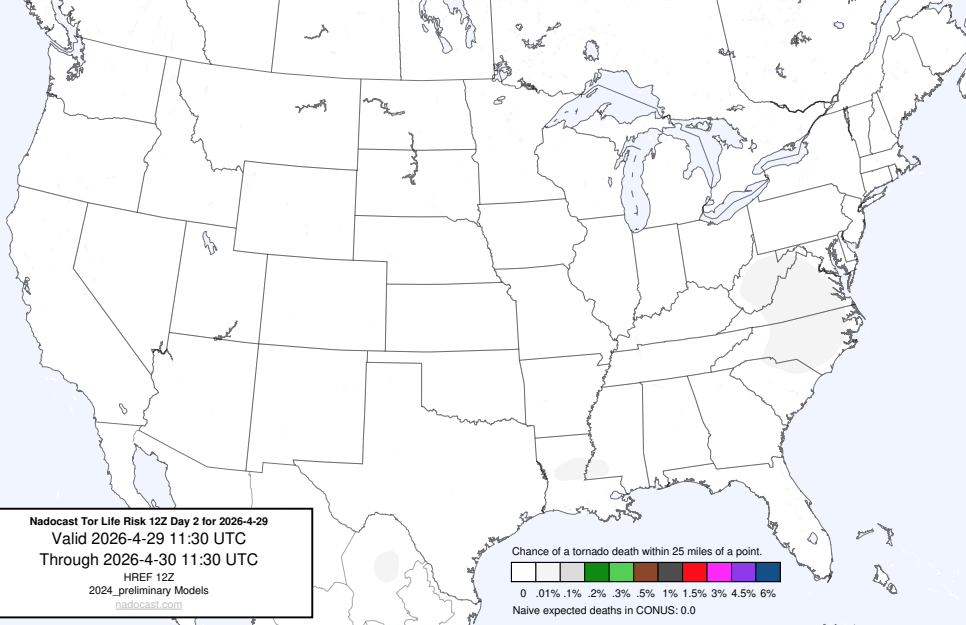 Nadocast Tor Life Risk 12Z Day 2 for 2026-4-29
Valid 2026-4-29 11:30 UTC
Through 2026-4-30 11:30 UTC
HREF 12Z
2024_preliminary Models
nadocast.com
Chance of a tornado death within 25 miles of a point.
0 .01% .1% .2% .3% .5% 1% 1.5% 3% 4.5% 6%
Naive expected deaths in CONUS: 0.0